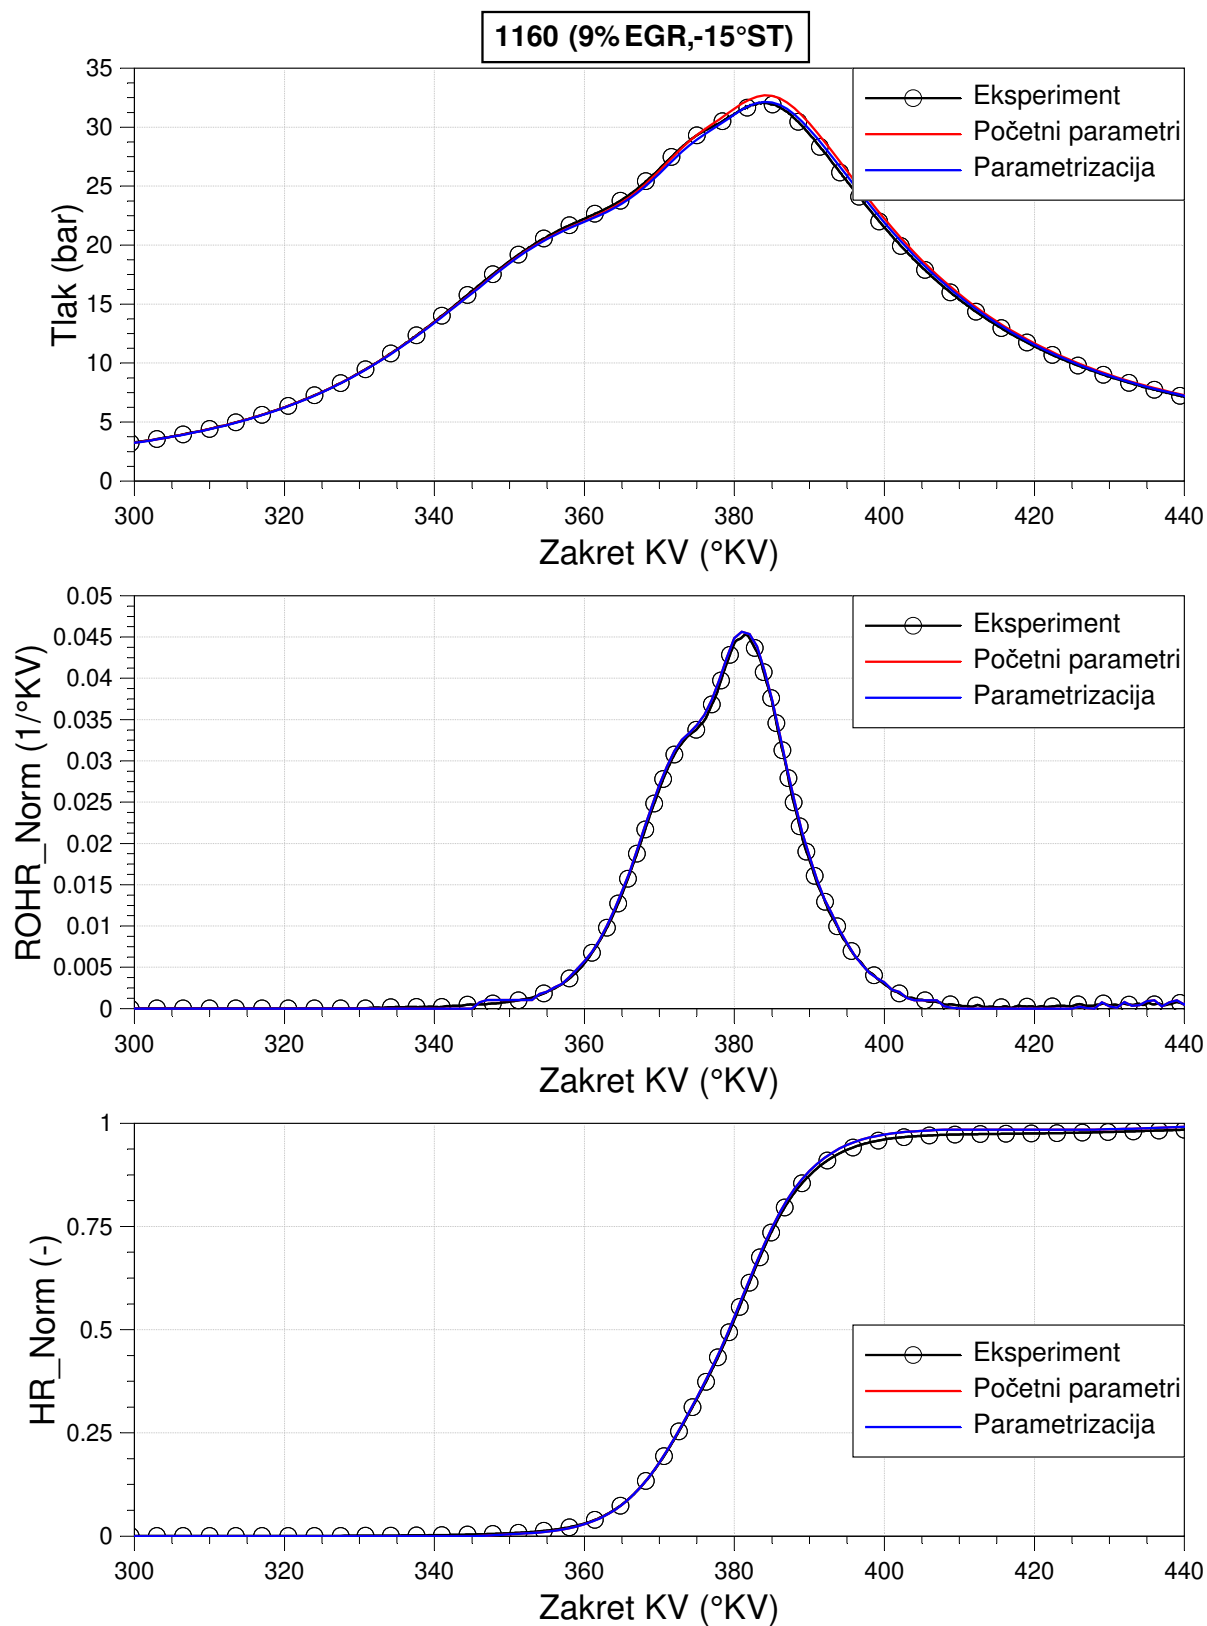 1160 (9% EGR,-15°ST)
35
30
25
20
15
10
5
0
Tlak (bar)
Eksperiment
Početni parametri
Parametrizacija
300 320 340 360 380 400 420 440
Zakret KV (°KV)
0.05
0.045
0.04
0.035
0.03
0.025
0.02
0.015
0.01
0.005
0
ROHR_Norm (1/°KV)
Eksperiment
Početni parametri
Parametrizacija
300 320 340 360 380 400 420 440
Zakret KV (°KV)
1
0.75
0.5
0.25
0
HR_Norm (-)
Eksperiment
Početni parametri
Parametrizacija
300 320 340 360 380 400 420 440
Zakret KV (°KV)